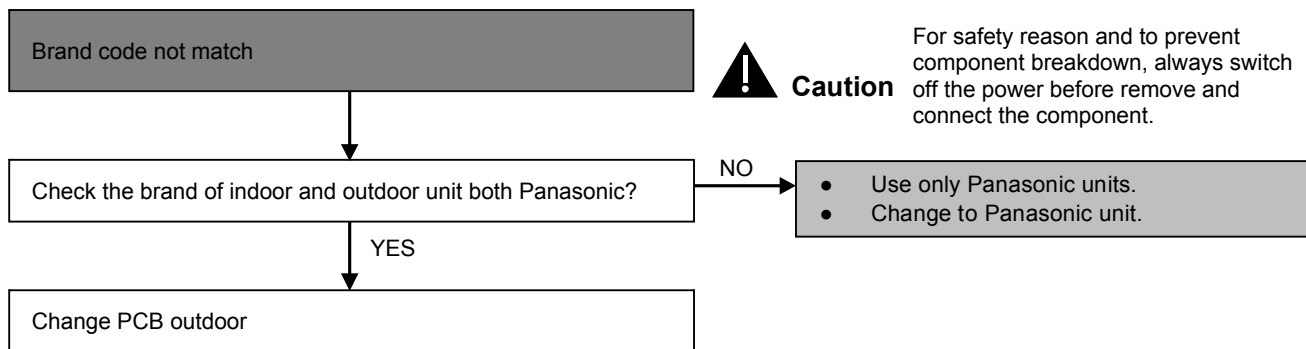 Brand code not match
Caution
For safety reason and to prevent
component breakdown, always switch
off the power before remove and
connect the component.
Check the brand of indoor and outdoor unit both Panasonic?
NO
● Use only Panasonic units.
● Change to Panasonic unit.
YES
Change PCB outdoor